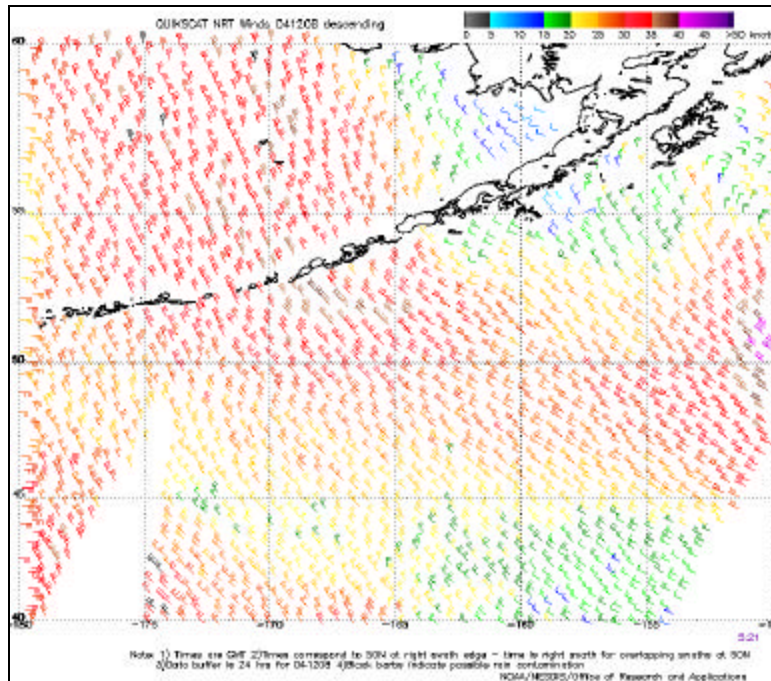 QUIKSCAT NRT Winds 041208 descending
0 5 10 15 20 25 30 35 40 45 >50 knots
60
50
45
40
-180 -175 -170 -165 -160 -155
5:21
Note: 1) Times are GMT 2)Times correspond to 50N at right swath edge - time is right swath for overlapping swaths at 50N
3)Data buffer is 24 hrs for 041208 4)Black barbs indicate possible rain contamination
NOAA/NESDIS/Office of Research and Applications